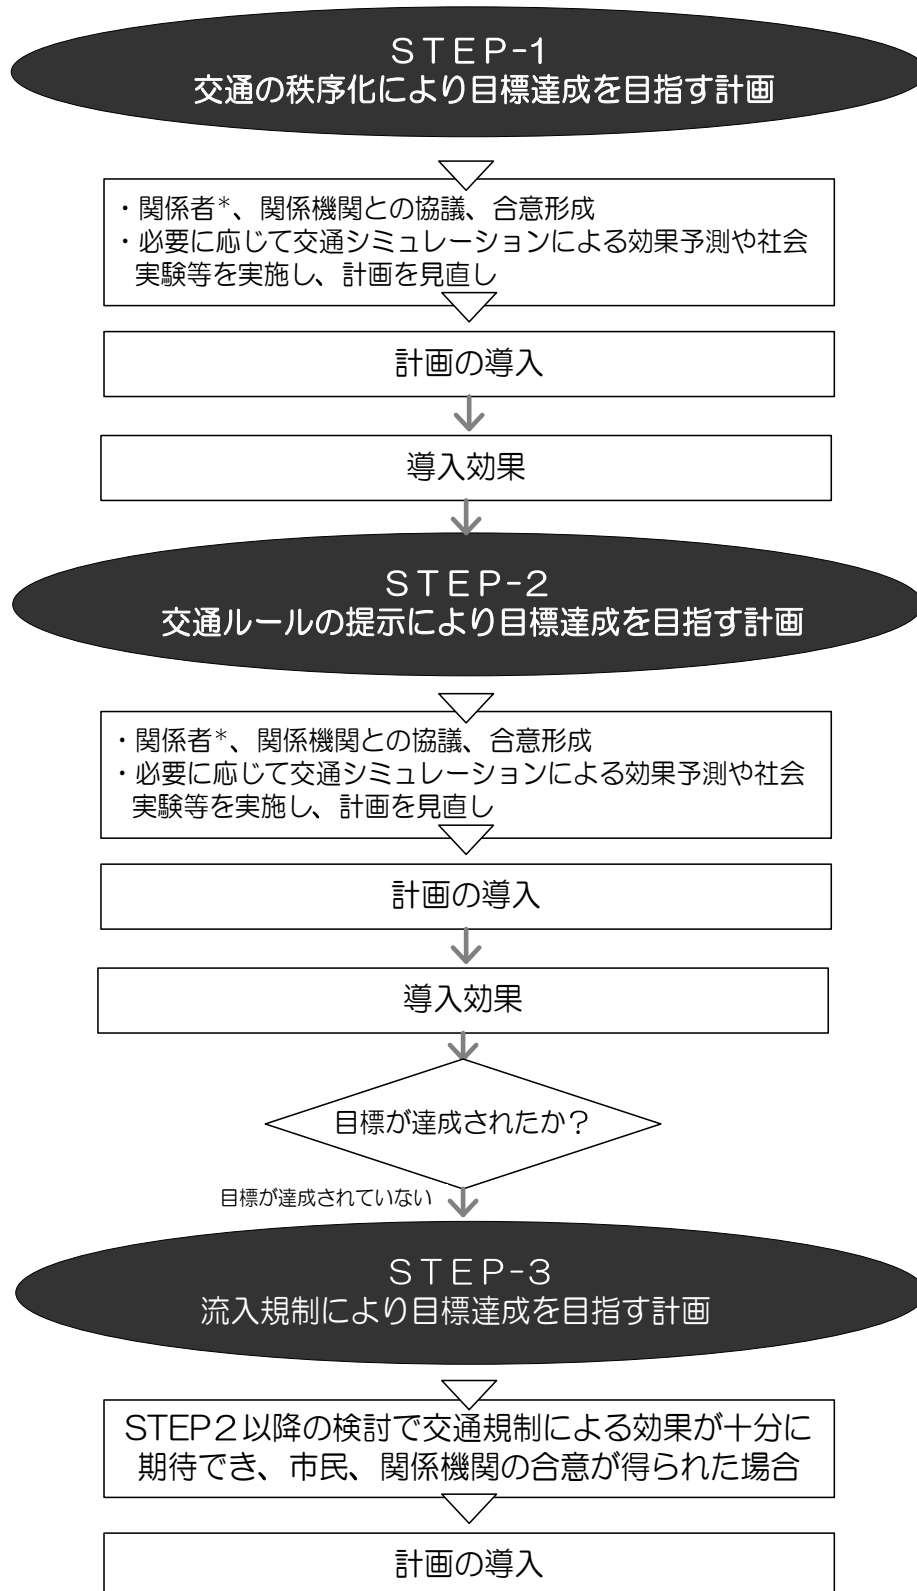 ＳＴＥＰ-１
交通の秩序化により目標達成を目指す計画
・関係者*、関係機関との協議、合意形成
・必要に応じて交通シミュレーションによる効果予測や社会
実験等を実施し、計画を見直し
計画の導入
導入効果
ＳＴＥＰ-２
交通ルールの提示により目標達成を目指す計画
・関係者*、関係機関との協議、合意形成
・必要に応じて交通シミュレーションによる効果予測や社会
実験等を実施し、計画を見直し
計画の導入
導入効果
目標が達成されたか？
目標が達成されていない
ＳＴＥＰ-３
流入規制により目標達成を目指す計画
STEP２以降の検討で交通規制による効果が十分に
期待でき、市民、関係機関の合意が得られた場合
計画の導入